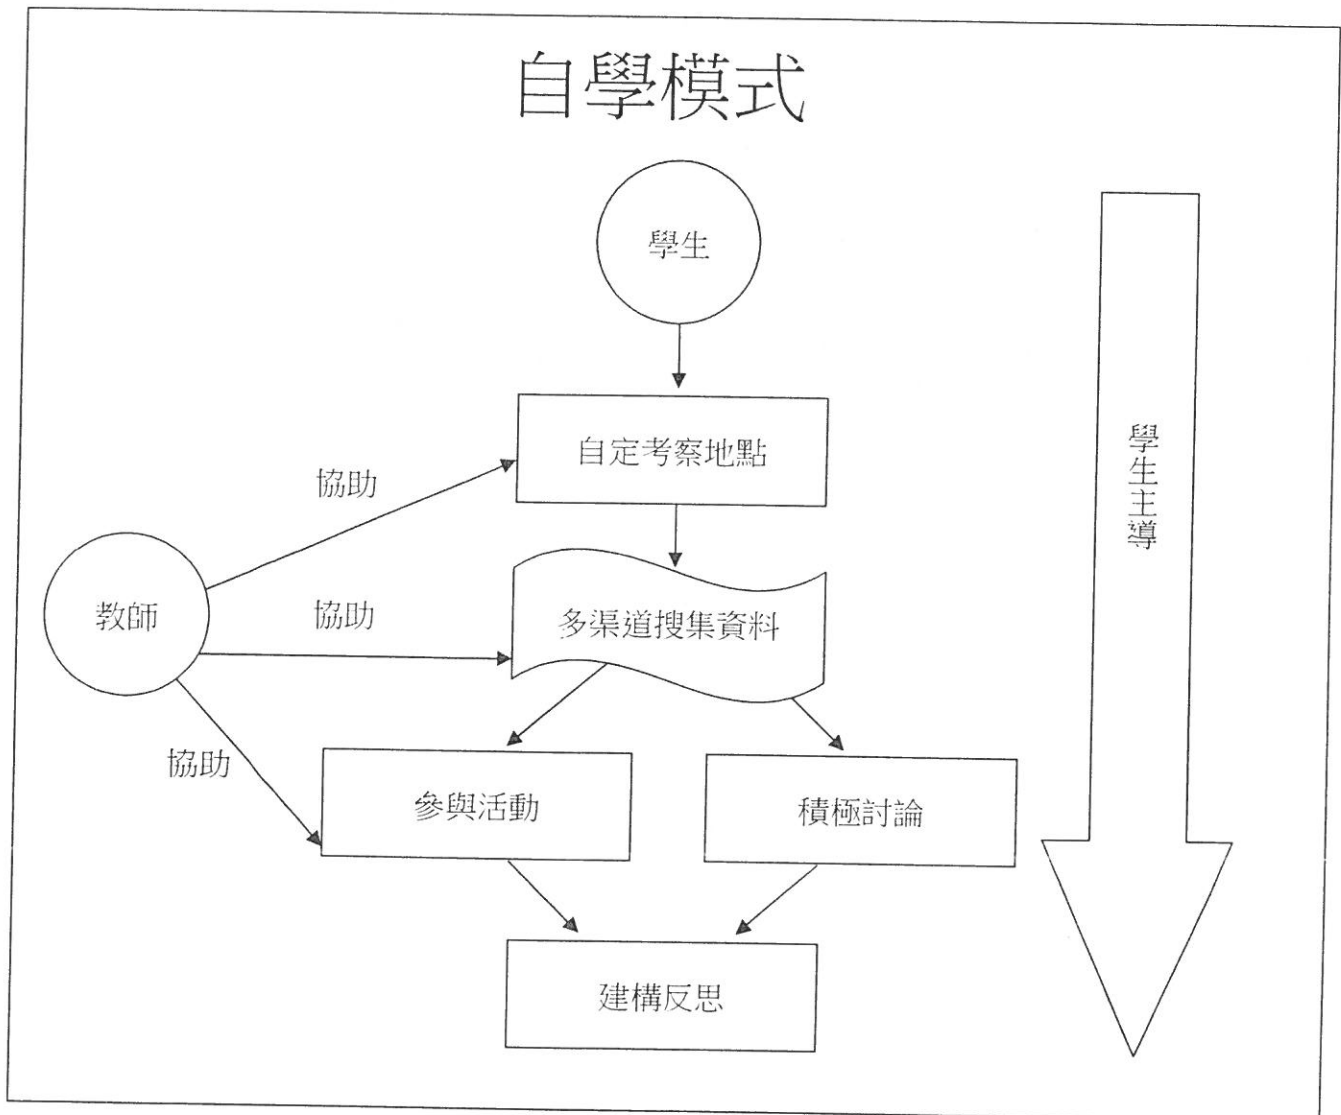 自學模式
學生
自定考察地點
協助
教師
協助
多渠道搜集資料
協助
參與活動
積極討論
建構反思
學生主導